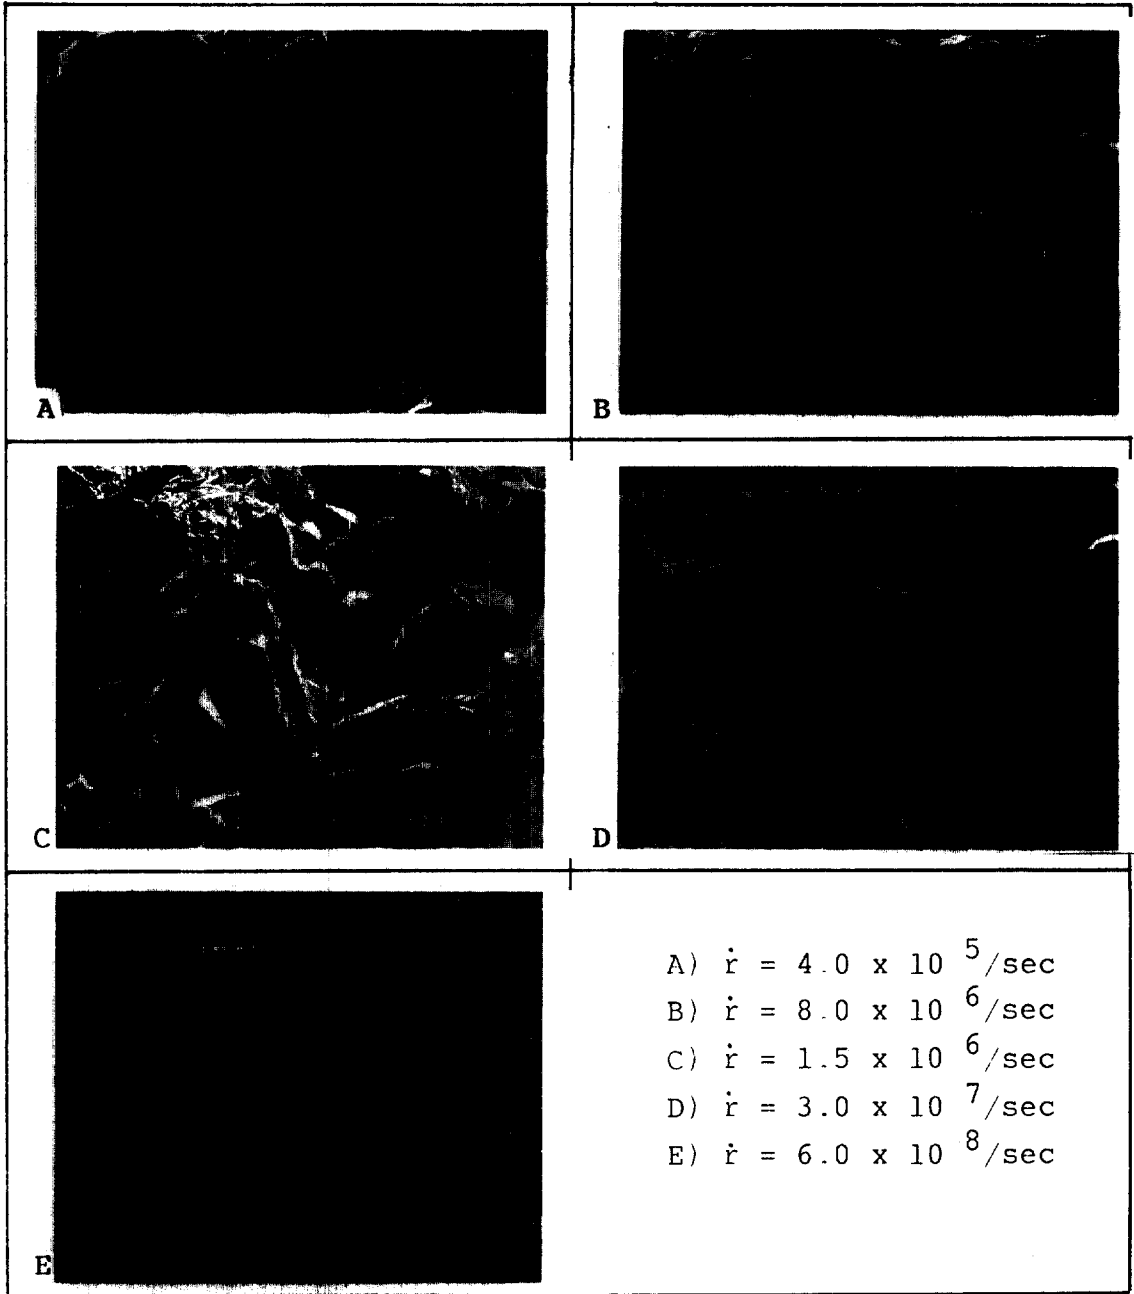 A
B
C
D
E
A) ṙ = 4.0 x 10 5/sec
B) ṙ = 8.0 x 10 6/sec
C) ṙ = 1.5 x 10 6/sec
D) ṙ = 3.0 x 10 7/sec
E) ṙ = 6.0 x 10 8/sec